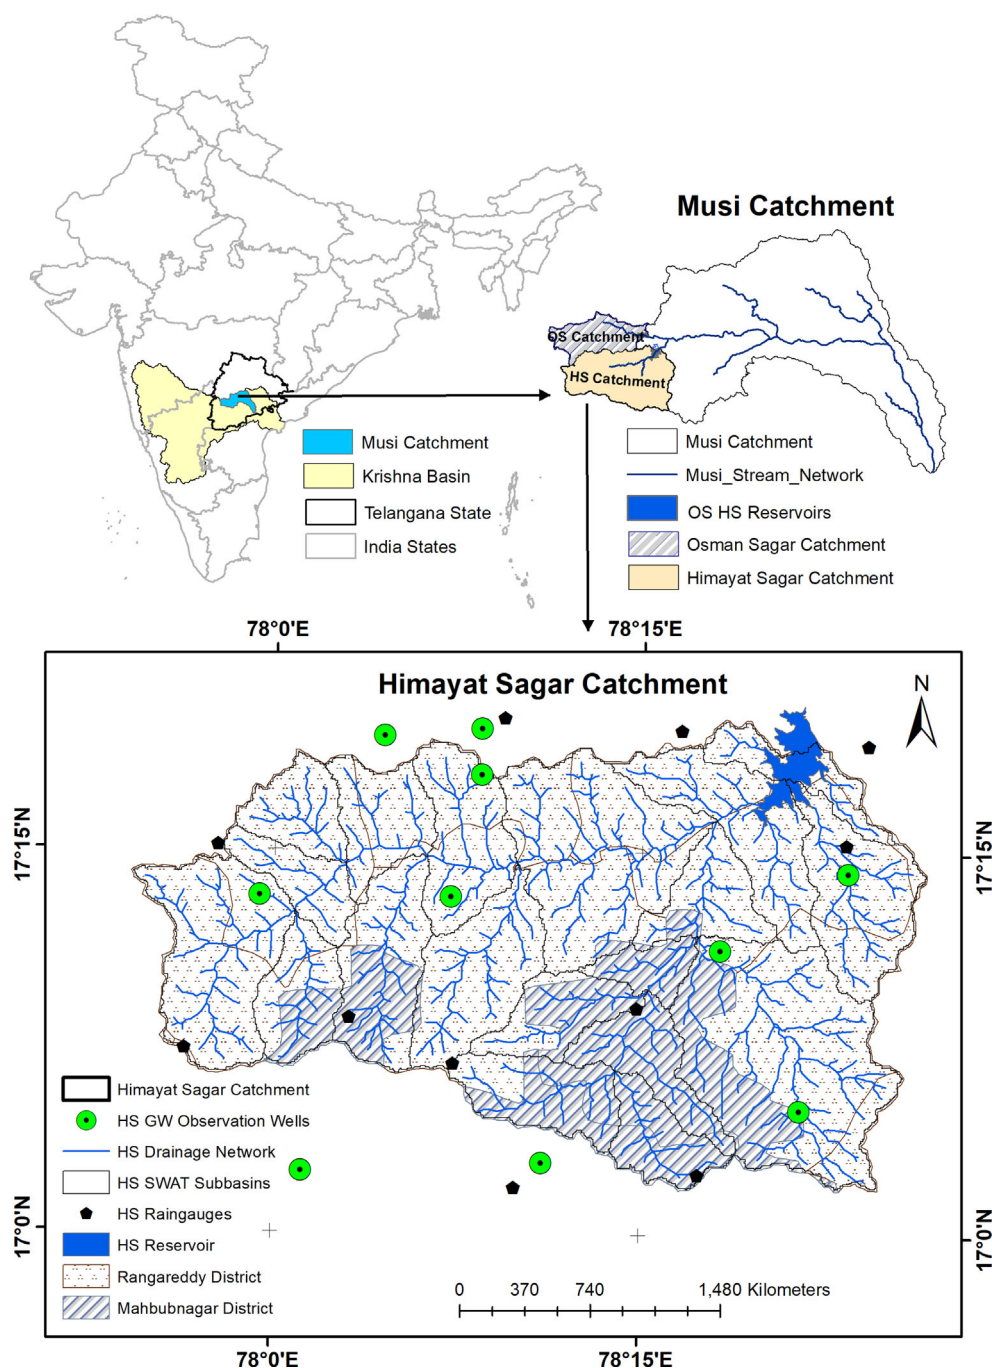 Musi Catchment
OS Catchment
HS Catchment
Musi Catchment
Krishna Basin
Telangana State
India States
Musi Catchment
Musi_Stream_Network
OS HS Reservoirs
Osman Sagar Catchment
Himayat Sagar Catchment
78°0'E
78°15'E
Himayat Sagar Catchment
N
17°15'N
17°15'N
Himayat Sagar Catchment
HS GW Observation Wells
HS Drainage Network
HS SWAT Subbasins
HS Raingauges
HS Reservoir
Rangareddy District
Mahbubnagar District
17°0'N
17°0'N
0 370 740 1,480 Kilometers
78°0'E
78°15'E